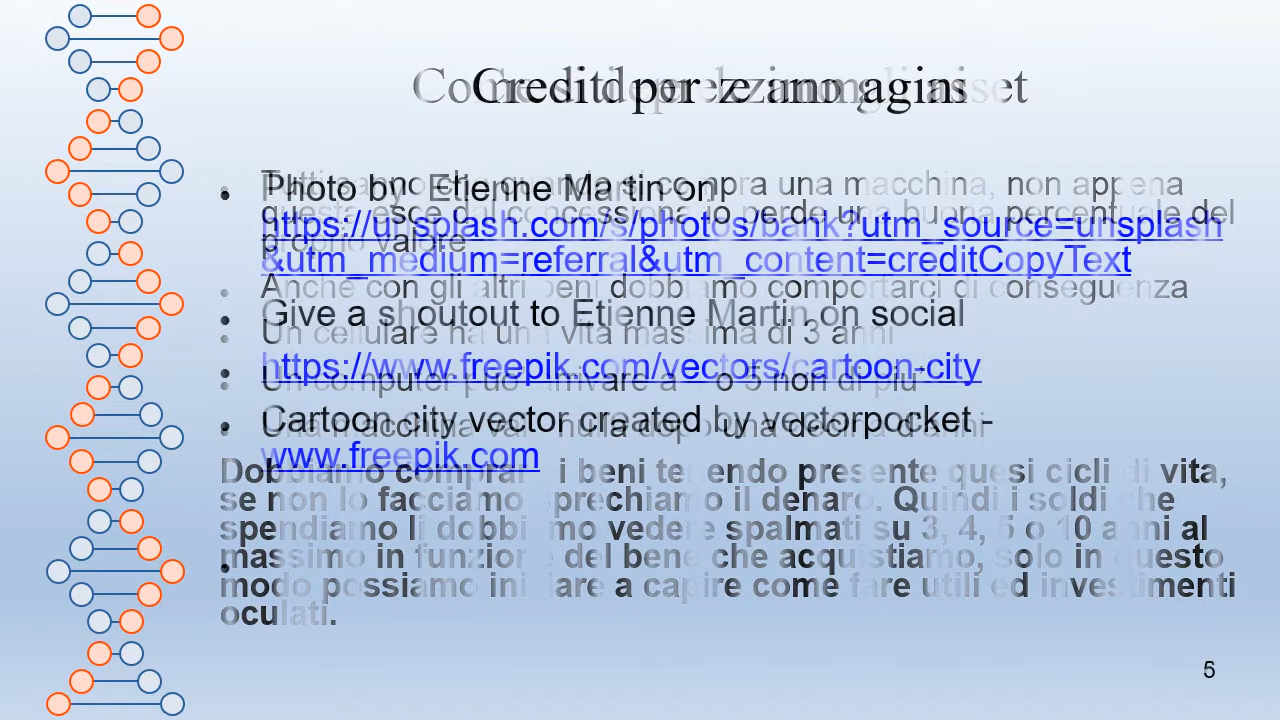 Come si deprezzano gli asset
Credit per immagini
Photo by Etienne Martin on
https://unsplash.com/s/photos/bank?utm_source=unsplash
&utm_medium=referral&utm_content=creditCopyText
Give a shoutout to Etienne Martin on social
https://www.freepik.com/vectors/cartoon-city
Cartoon city vector created by vectorpocket -
www.freepik.com
Tutti sanno che quando si compra una macchina, non appena
questa esce dal concessionario perde una buona percentuale del
proprio valore
Anche con gli altri beni dobbiamo comportarci di conseguenza
Un cellulare ha una vita massima di 3 anni
Un computer può arrivare a o 5 non di più
Una macchina vale nulla dopo una decina d'anni
Dobbiamo comprare i beni tenendo presente quesi cicli di vita,
se non lo facciamo sprechiamo il denaro. Quindi i soldi che
spendiamo li dobbiamo vedere spalmati su 3, 4, 5 o 10 anni al
massimo in funzione del bene che acquistiamo, solo in questo
modo possiamo iniziare a capire come fare utili ed investimenti
oculati.
5